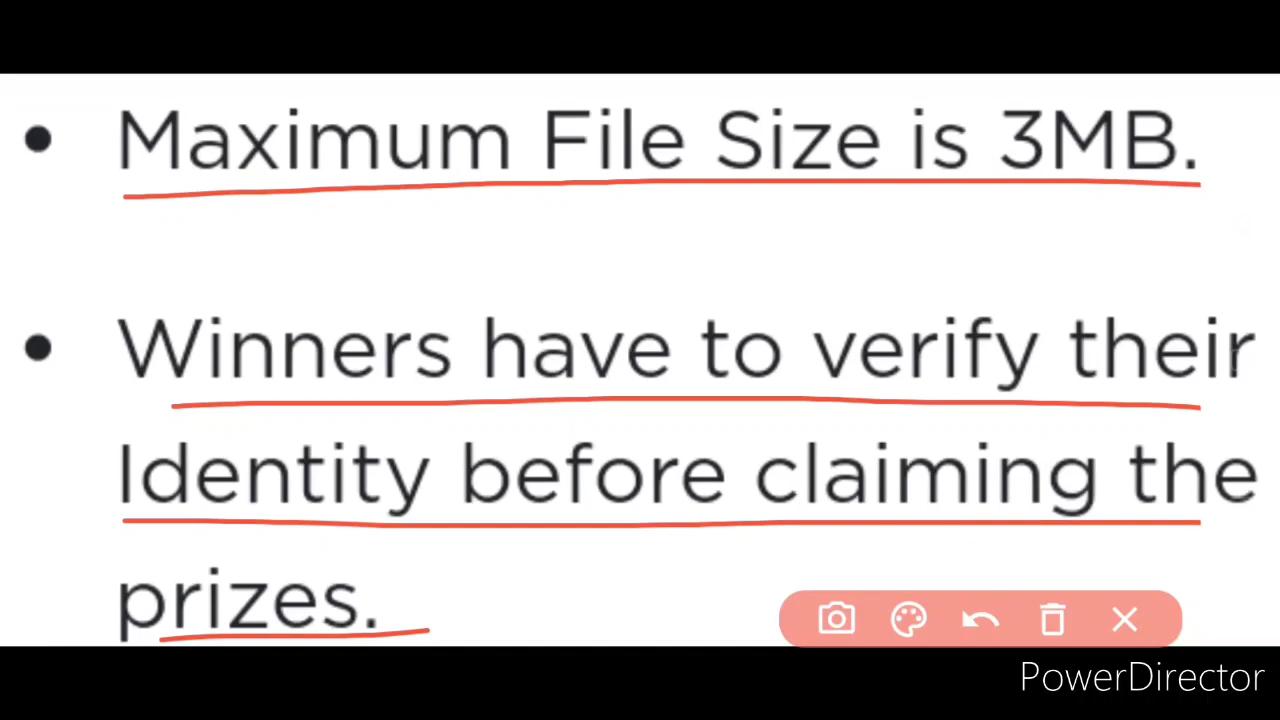 • Maximum File Size is 3MB.
• Winners have to verify their
Identity before claiming the
prizes.
PowerDirector